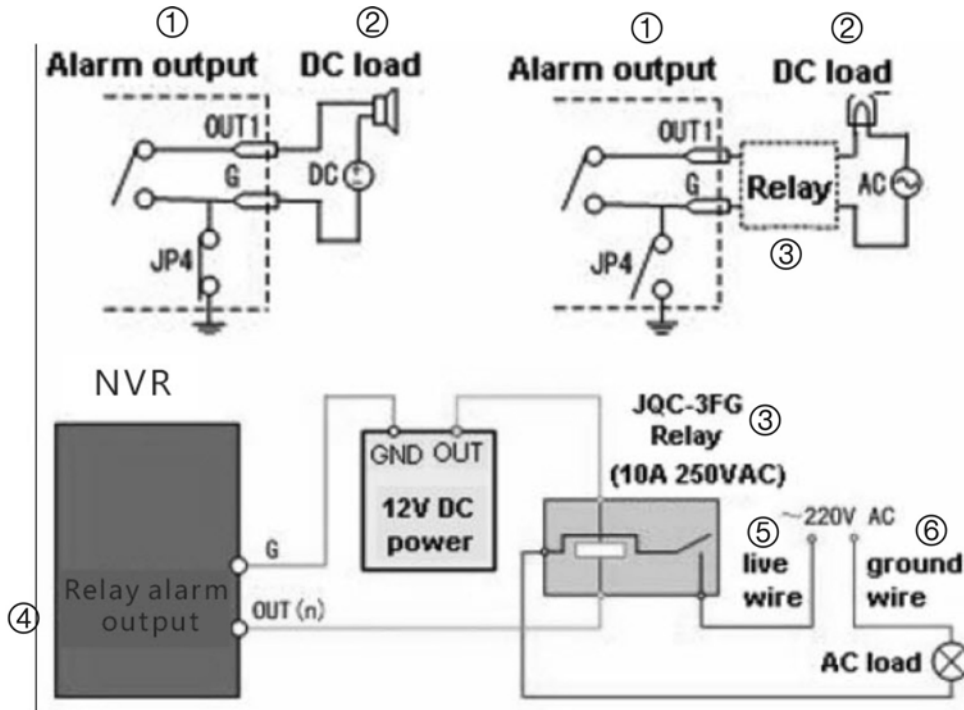 ① ②
Alarm output DC load
OUT1
G
DC
JP4
① ②
Alarm output DC load
OUT1
G
Relay
AC
③
JP4
NVR
④
Relay alarm
output
G
OUT (n)
GND OUT
12V DC
power
JQC-3FG
Relay
③
(10A 250VAC)
~220V AC
⑤
live
wire
⑥
ground
wire
AC load